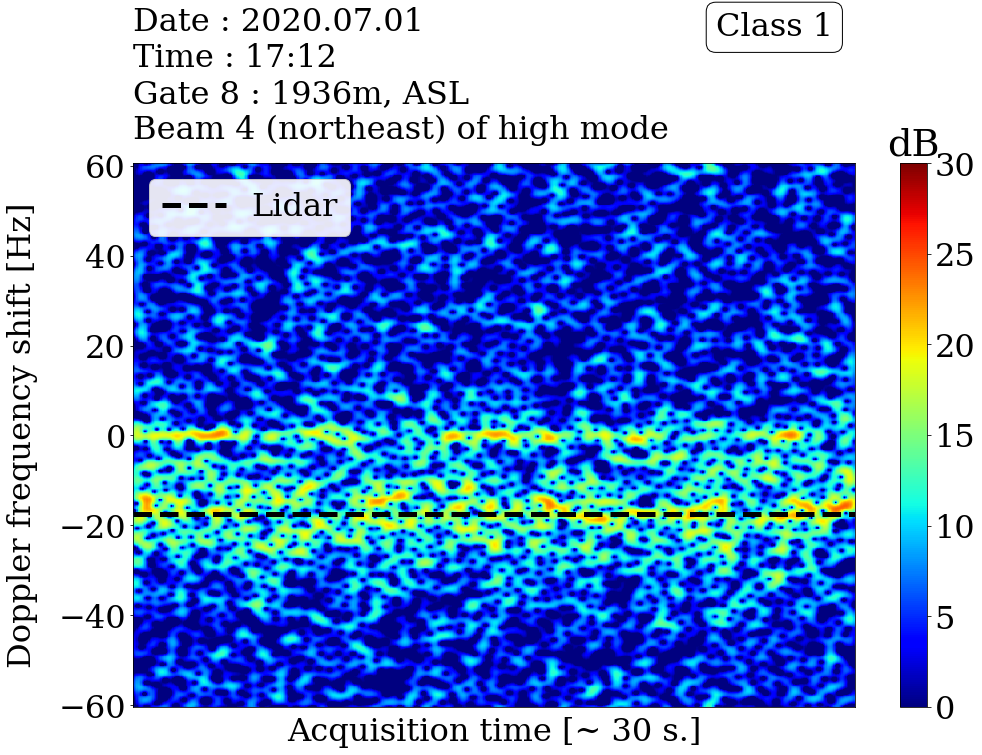 Date : 2020.07.01
Class 1
Time : 17:12
Gate 8 : 1936m, ASL
Beam 4 (northeast) of high mode
dB
Lidar
Doppler frequency shift [Hz]
60
40
20
0
−20
−40
−60
Acquisition time [~ 30 s.]
30
25
20
15
10
5
0